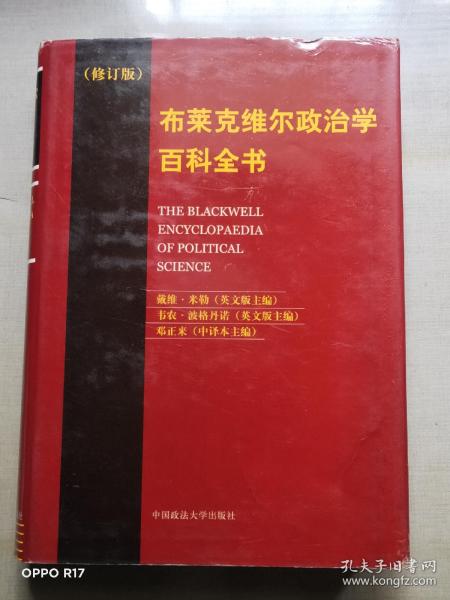 （修订版）
布莱克维尔政治学
百科全书
THE BLACKWELL
ENCYCLOPAEDIA
OF POLITICAL
SCIENCE
戴维·米勒（英文版主编）
韦农·波格丹诺（英文版主编）
邓正来（中译本主编）
中国政法大学出版社
OPPO R17
孔夫子旧书网
www.kongfz.com